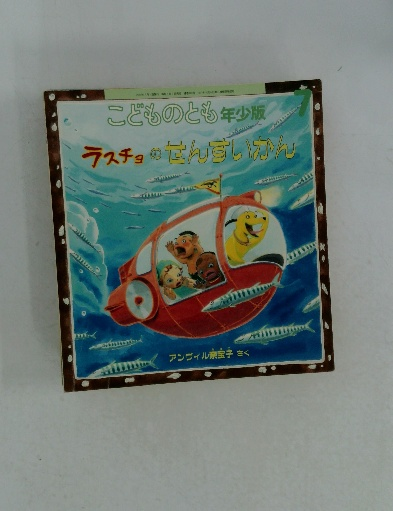 こどものとも 年少版 7
ラスチョ の せんすいかん
アンヴィル奈宝子 さく